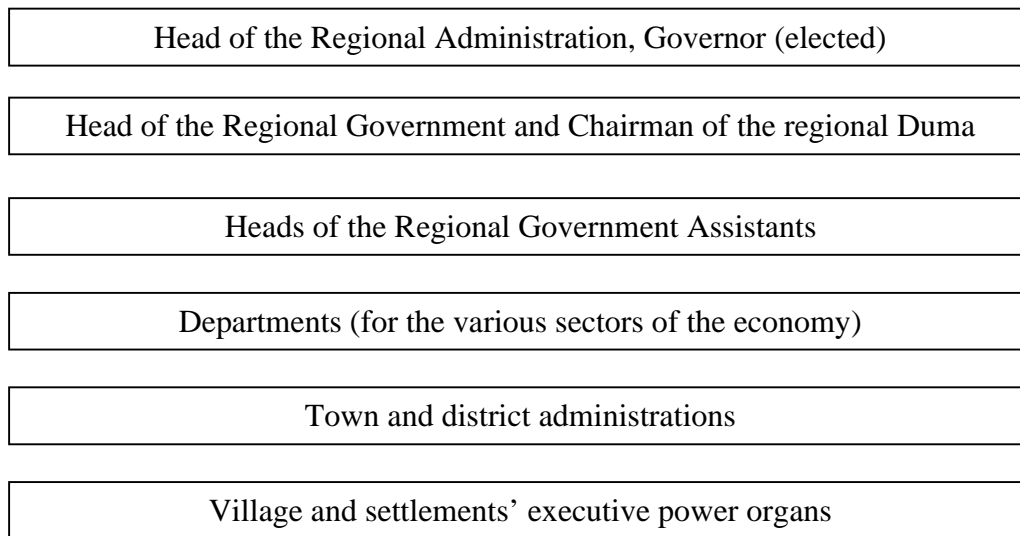 Head of the Regional Administration, Governor (elected)
Head of the Regional Government and Chairman of the regional Duma
Heads of the Regional Government Assistants
Departments (for the various sectors of the economy)
Town and district administrations
Village and settlements’ executive power organs